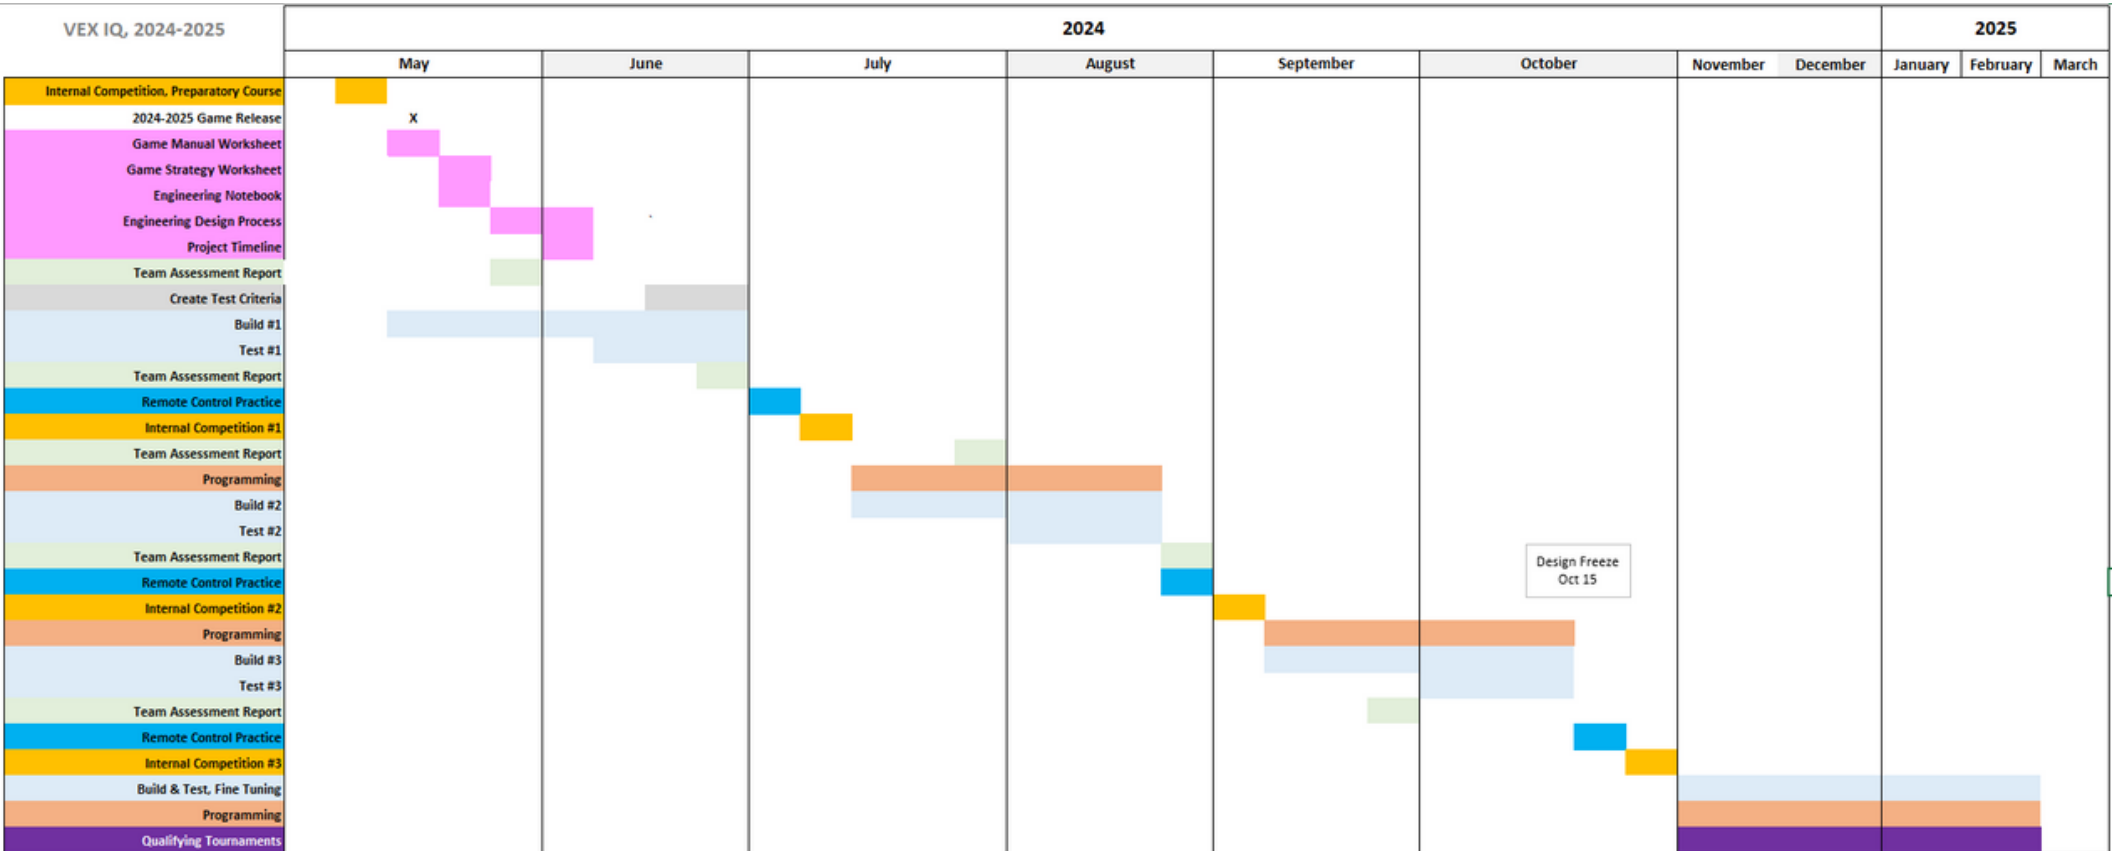 VEX IQ, 2024-2025
2024
2025
May
June
July
August
September
October
November
December
January
February
March
Internal Competition, Preparatory Course
2024-2025 Game Release
X
Game Manual Worksheet
Game Strategy Worksheet
Engineering Notebook
Engineering Design Process
Project Timeline
Team Assessment Report
Create Test Criteria
Build #1
Test #1
Team Assessment Report
Remote Control Practice
Internal Competition #1
Team Assessment Report
Programming
Build #2
Test #2
Team Assessment Report
Design Freeze
Oct 15
Remote Control Practice
Internal Competition #2
Programming
Build #3
Test #3
Team Assessment Report
Remote Control Practice
Internal Competition #3
Build & Test, Fine Tuning
Programming
Qualifying Tournaments